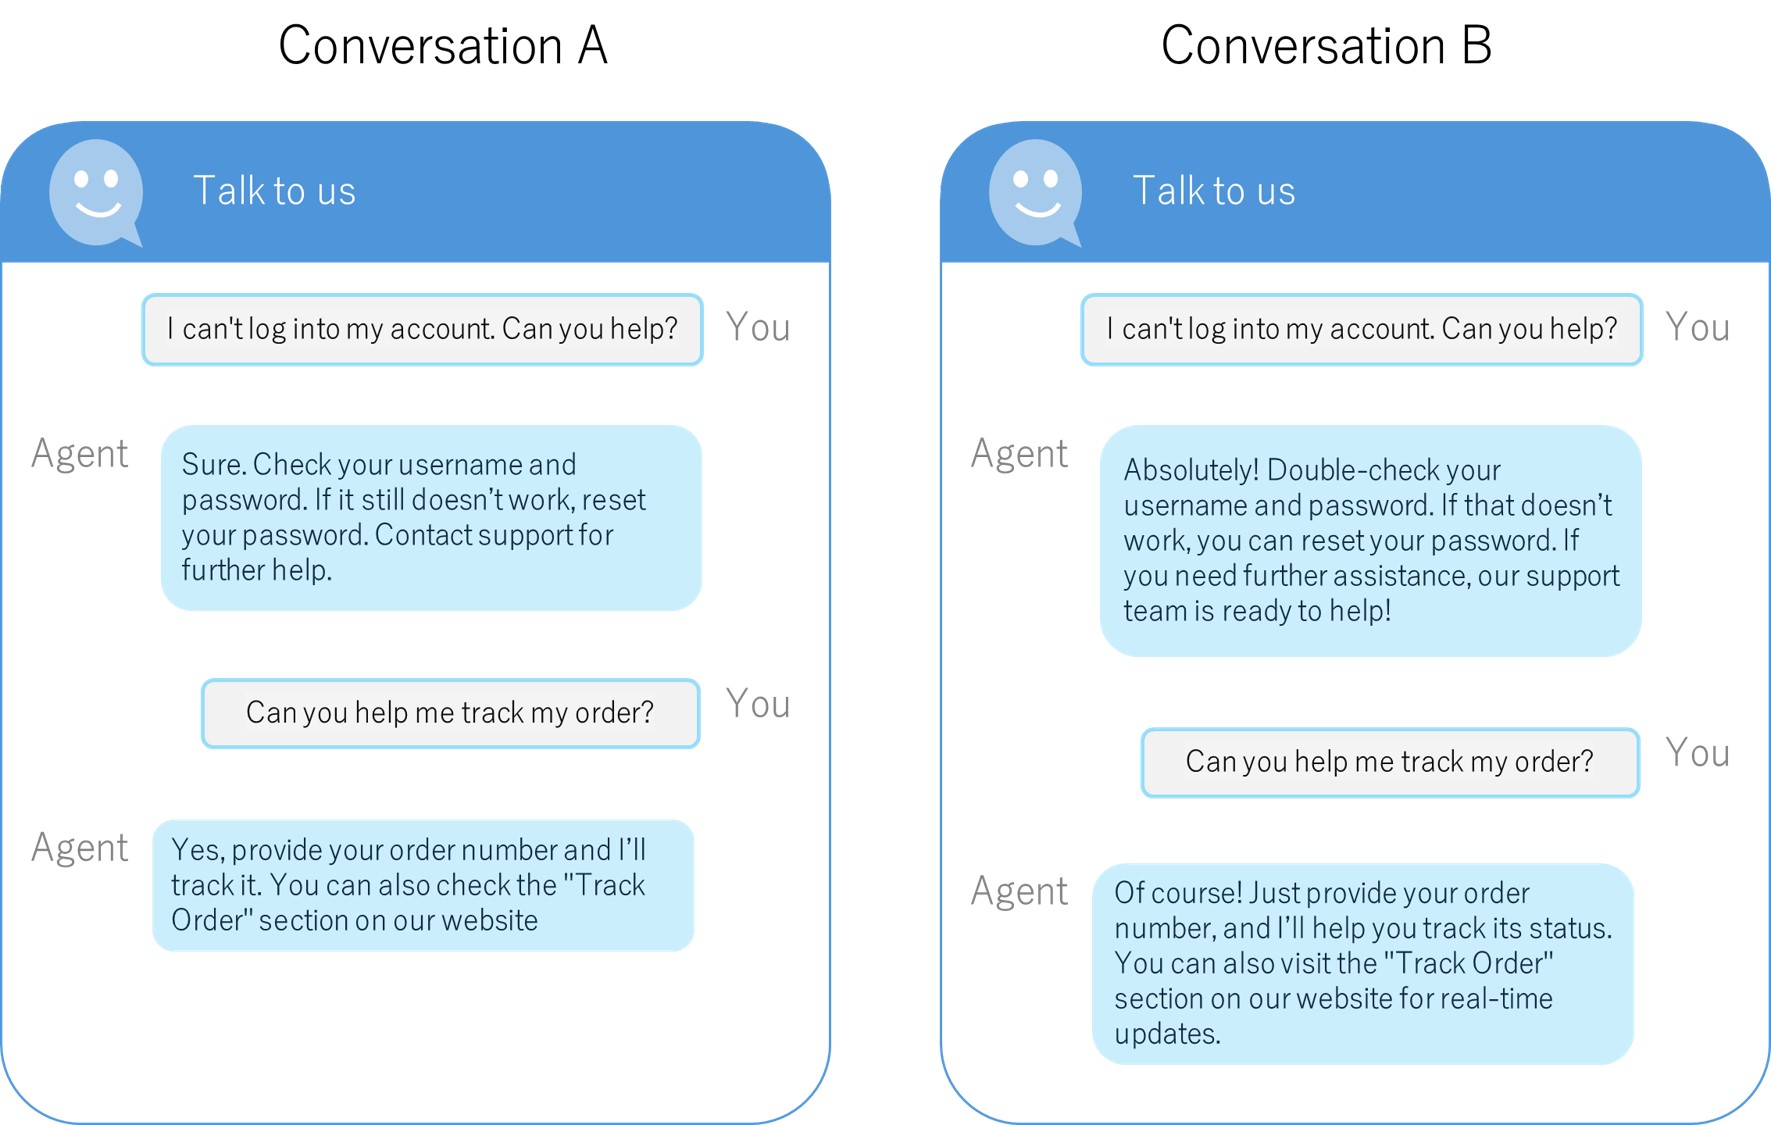 Conversation A
Talk to us
I can't log into my account. Can you help?
You
Agent
Sure. Check your username and
password. If it still doesn’t work, reset
your password. Contact support for
further help.
Can you help me track my order?
You
Agent
Yes, provide your order number and I’ll
track it. You can also check the "Track
Order" section on our website
Conversation B
Talk to us
I can't log into my account. Can you help?
You
Agent
Absolutely! Double-check your
username and password. If that doesn’t
work, you can reset your password. If
you need further assistance, our support
team is ready to help!
Can you help me track my order?
You
Agent
Of course! Just provide your order
number, and I’ll help you track its status.
You can also visit the "Track Order"
section on our website for real-time
updates.